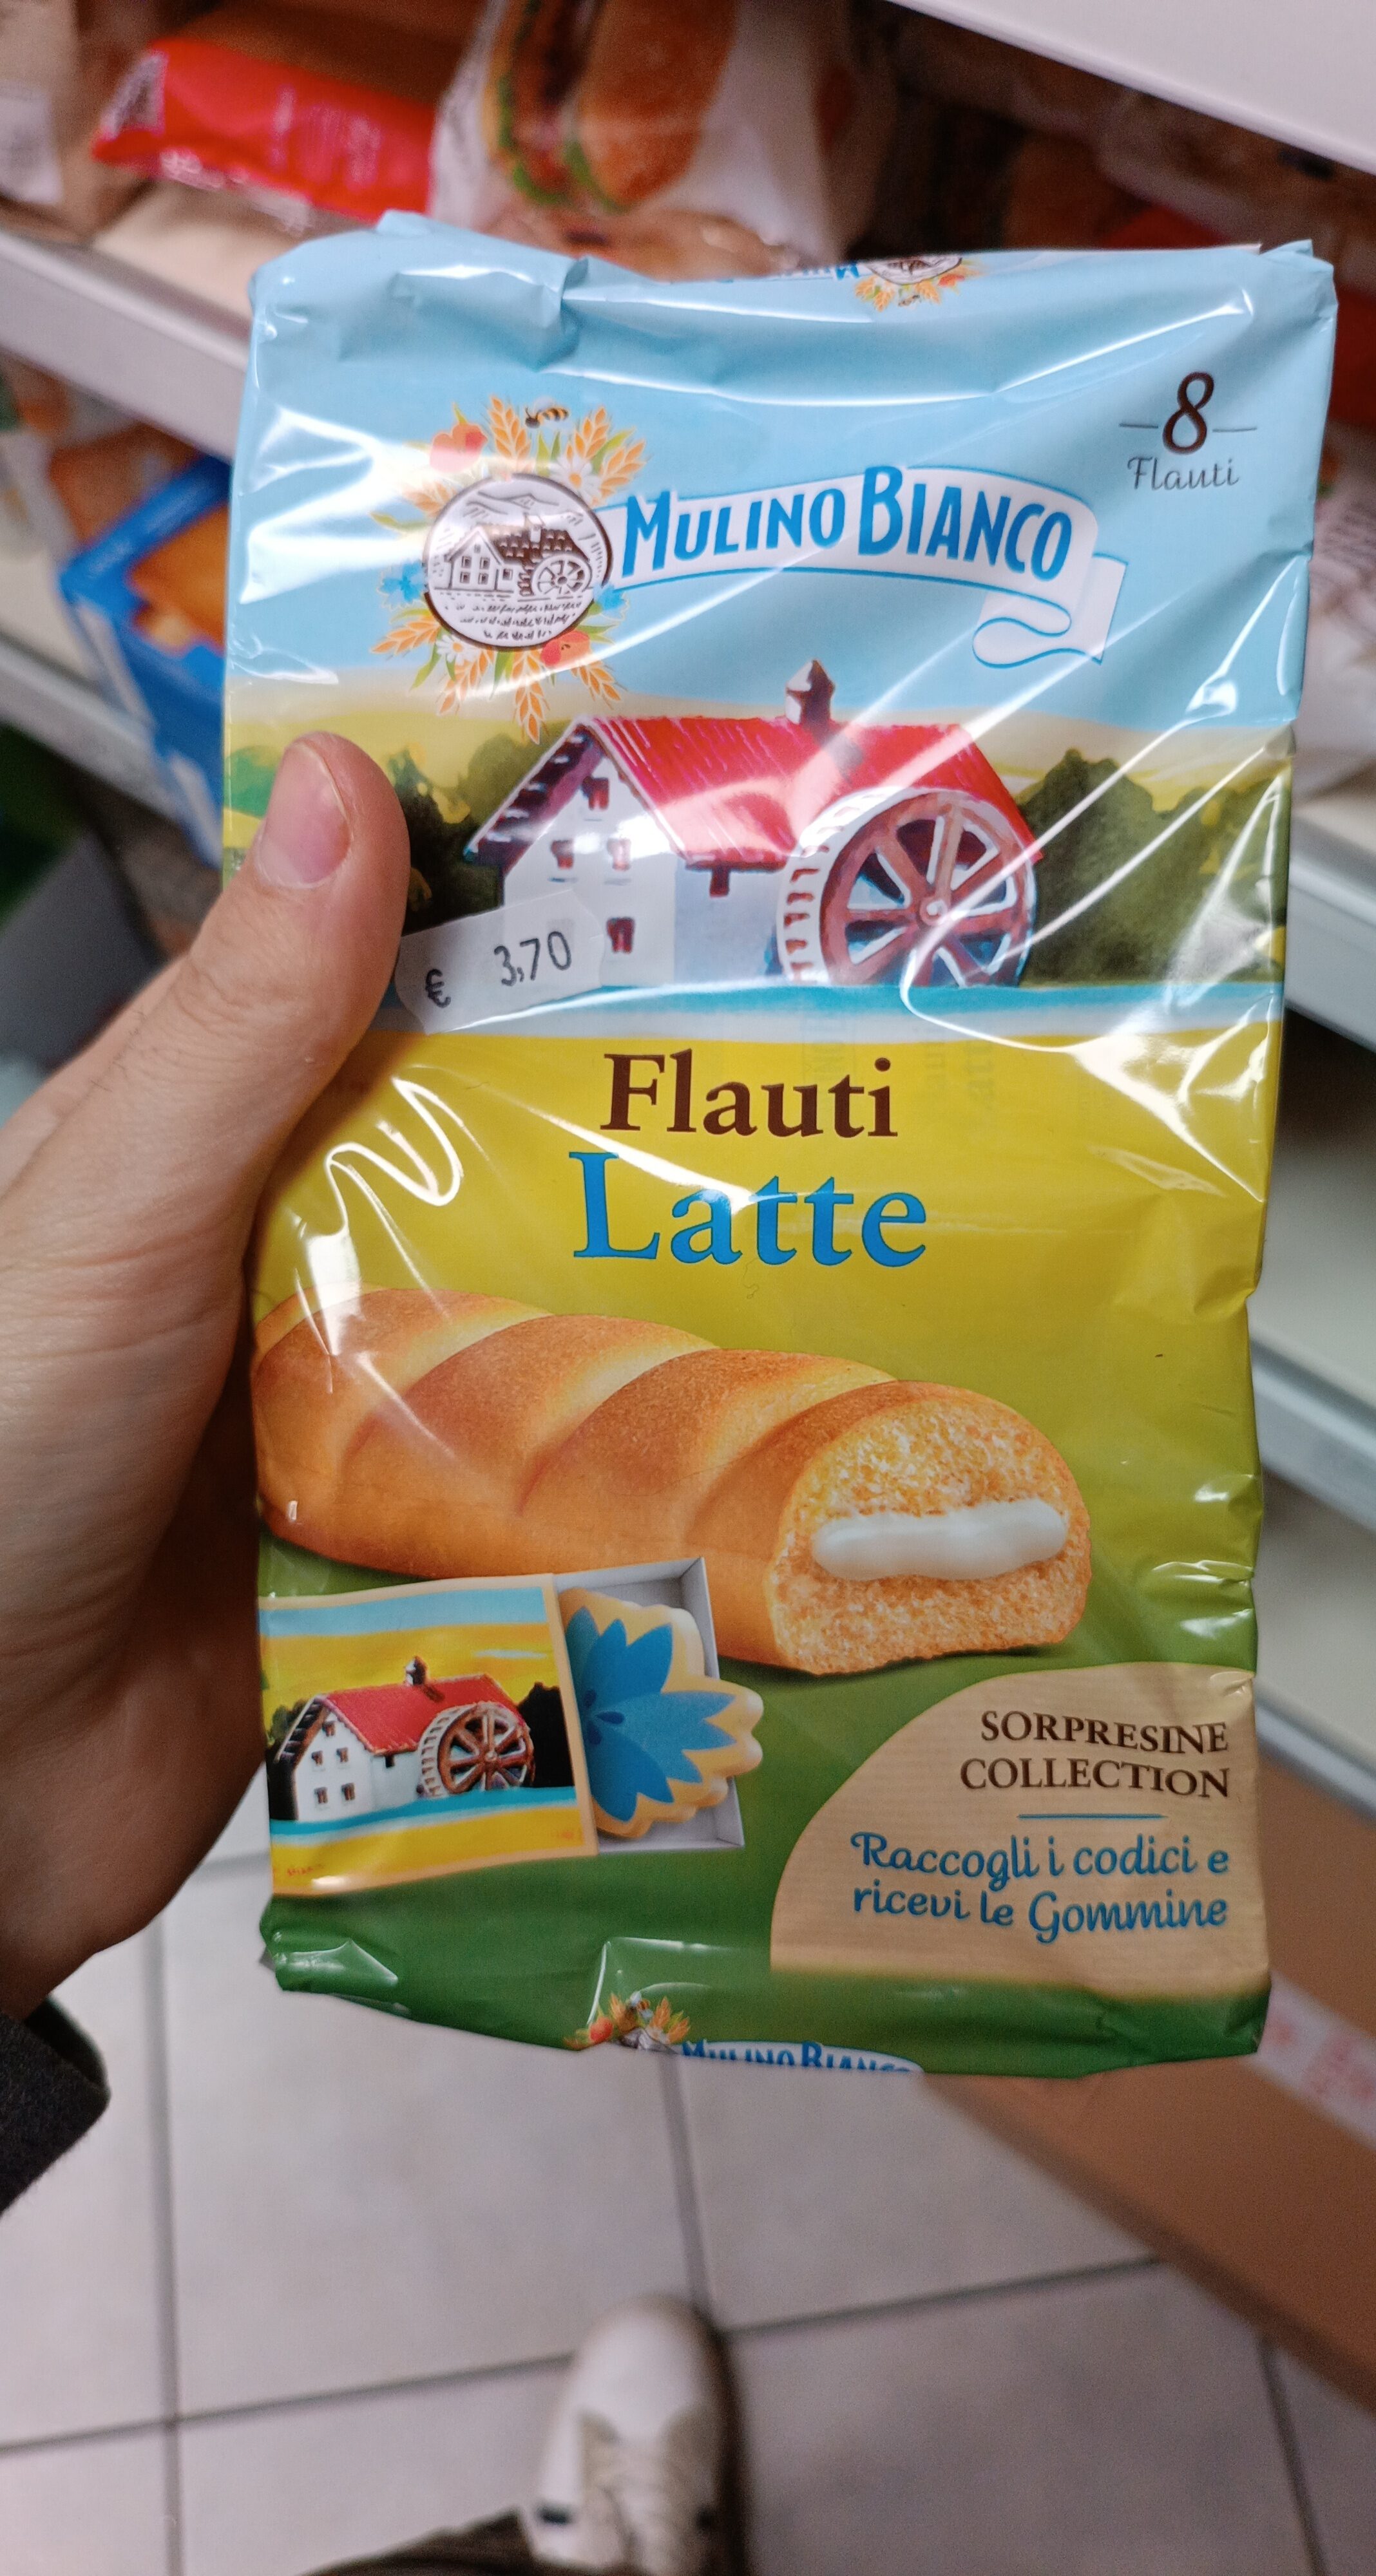 8
Flauti
MULINO BIANCO
€ 3,70
Flauti
Latte
SORPRESINE
COLLECTION
Raccogli i codici e
ricevi le Gommine
MULINO BIANCO